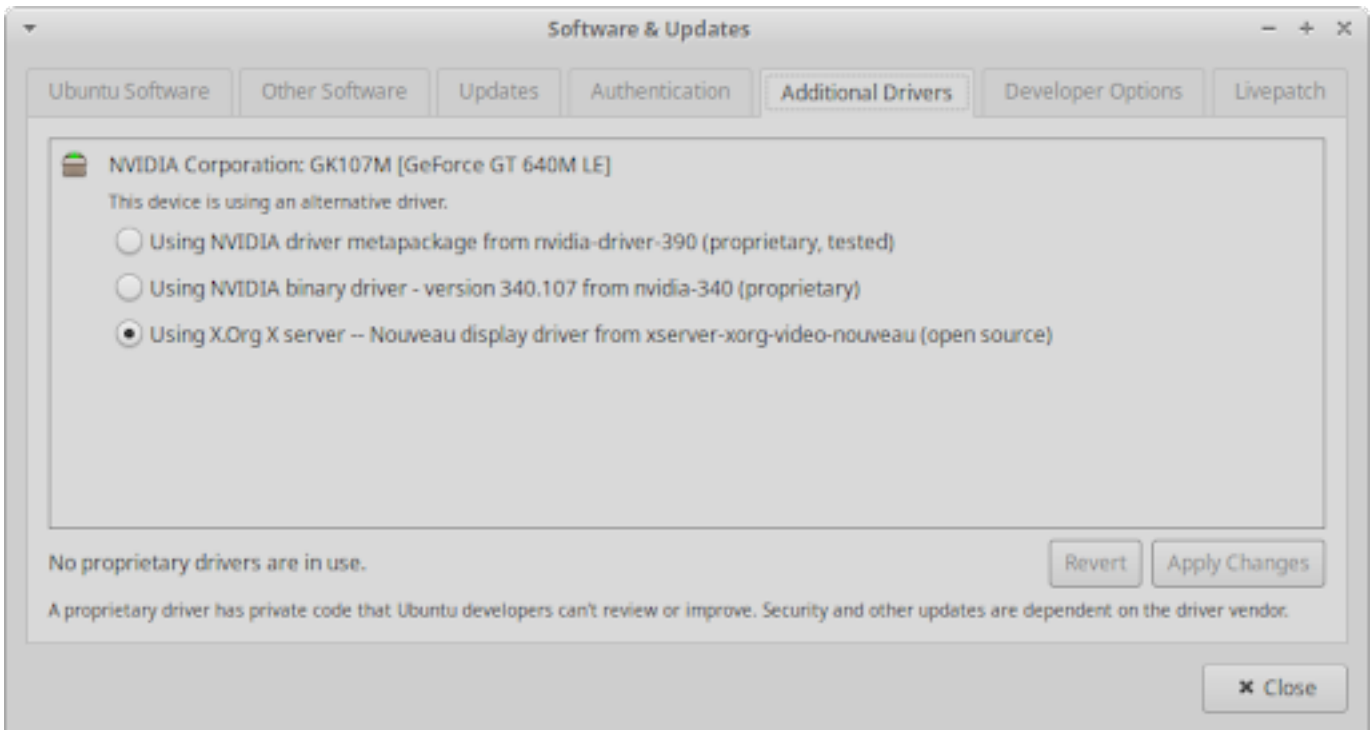 Software & Updates
Ubuntu Software Other Software Updates Authentication Additional Drivers Developer Options Livepatch
NVIDIA Corporation: GK107M [GeForce GT 640M LE]
This device is using an alternative driver.
Using NVIDIA driver metapackage from nvidia-driver-390 (proprietary, tested)
Using NVIDIA binary driver - version 340.107 from nvidia-340 (proprietary)
Using X.Org X server -- Nouveau display driver from xserver-xorg-video-nouveau (open source)
No proprietary drivers are in use.
Revert Apply Changes
A proprietary driver has private code that Ubuntu developers can't review or improve. Security and other updates are dependent on the driver vendor.
Close